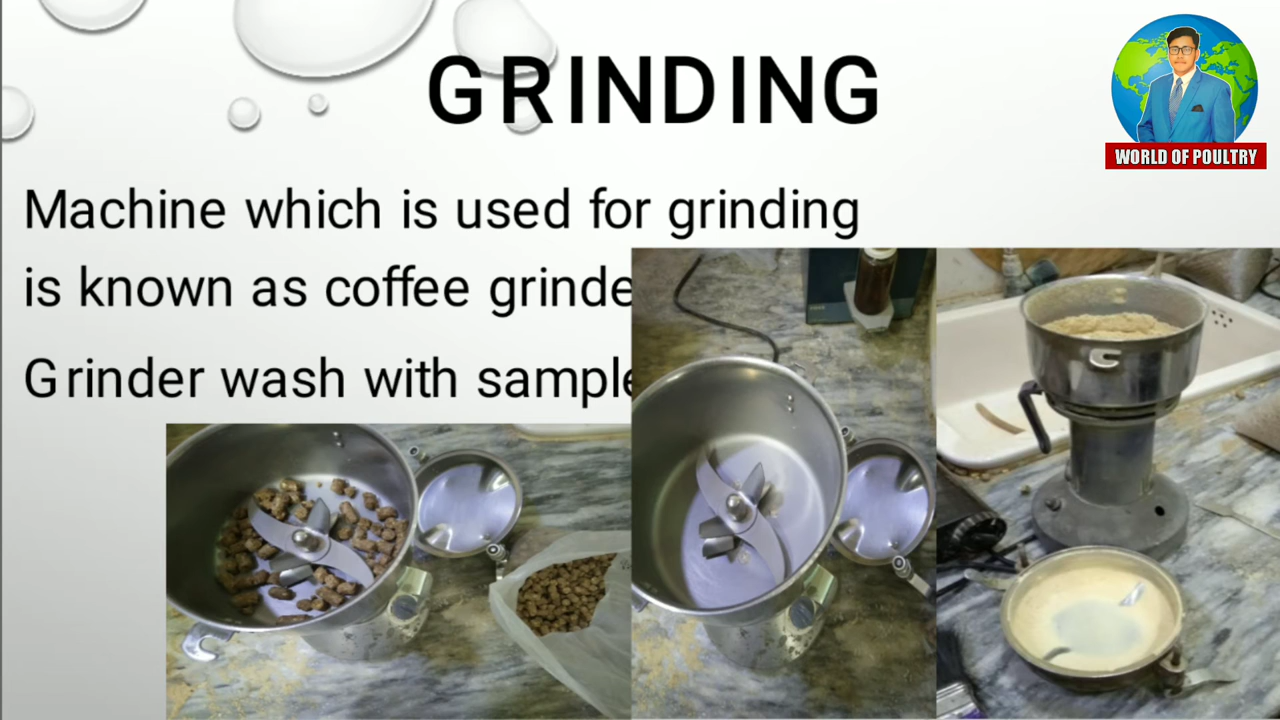 GRINDING
WORLD OF POULTRY
Machine which is used for grinding
is known as coffee grinde
Grinder wash with sample